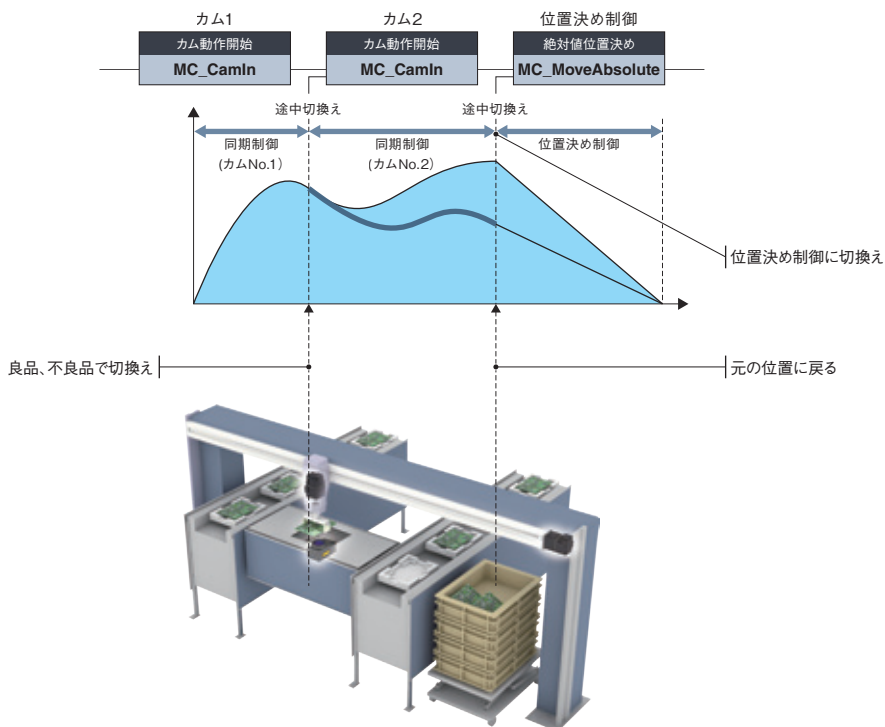 カム1
カム2
位置決め制御
カム動作開始
カム動作開始
絶対値位置決め
MC_CamIn
MC_CamIn
MC_MoveAbsolute
途中切換え
途中切換え
同期制御
(カムNo.1)
同期制御
(カムNo.2)
位置決め制御
位置決め制御に切換え
良品、不良品で切換え
元の位置に戻る